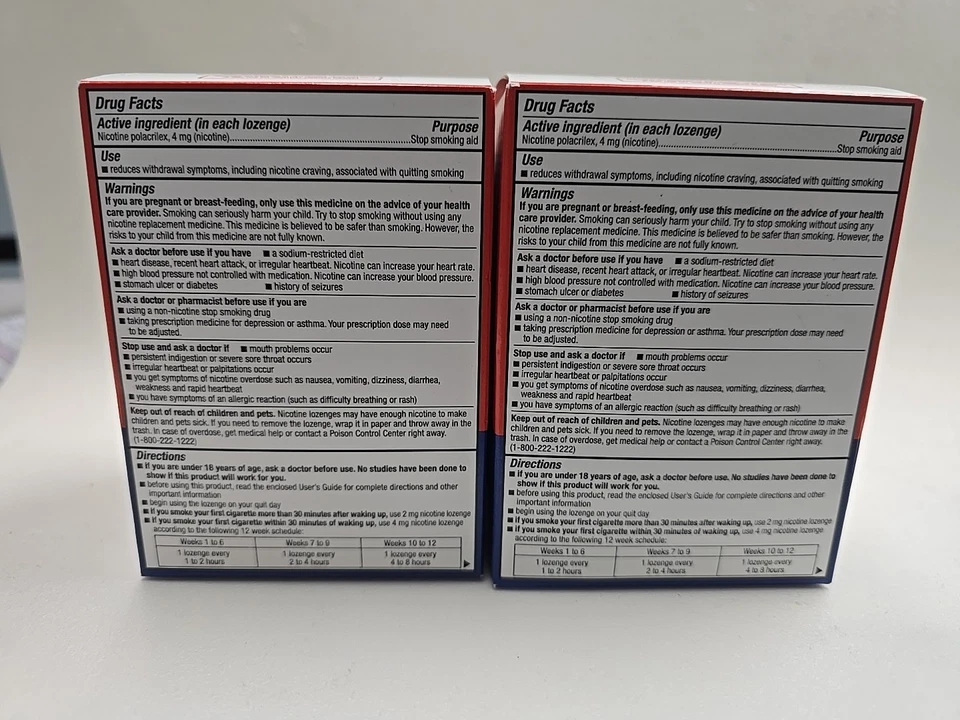 Drug Facts
Active ingredient (in each lozenge) Purpose
Nicotine polacrilex, 4 mg (nicotine)..........Stop smoking aid
Use
■ reduces withdrawal symptoms, including nicotine craving, associated with quitting smoking
Warnings
If you are pregnant or breast-feeding, only use this medicine on the advice of your health
care provider. Smoking can seriously harm your child. Try to stop smoking without using any
nicotine replacement medicine. This medicine is believed to be safer than smoking. However, the
risks to your child from this medicine are not fully known.
Ask a doctor before use if you have ■ a sodium-restricted diet
■ heart disease, recent heart attack, or irregular heartbeat. Nicotine can increase your heart rate.
■ high blood pressure not controlled with medication. Nicotine can increase your blood pressure.
■ stomach ulcer or diabetes ■ history of seizures
Ask a doctor or pharmacist before use if you are
■ using a non-nicotine stop smoking drug
■ taking prescription medicine for depression or asthma. Your prescription dose may need
to be adjusted.
Stop use and ask a doctor if ■ mouth problems occur
■ persistent indigestion or severe sore throat occurs
■ irregular heartbeat or palpitations occur
■ you get symptoms of nicotine overdose such as nausea, vomiting, dizziness, diarrhea,
weakness and rapid heartbeat
■ you have symptoms of an allergic reaction (such as difficulty breathing or rash)
Keep out of reach of children and pets. Nicotine lozenges may have enough nicotine to make
children and pets sick. If you need to remove the lozenge, wrap it in paper and throw away in the
trash. In case of overdose, get medical help or contact a Poison Control Center right away.
(1-800-222-1222)
Directions
■ if you are under 18 years of age, ask a doctor before use. No studies have been done to
show if this product will work for you.
■ before using this product, read the enclosed User's Guide for complete directions and other
important information
■ begin using the lozenge on your quit day
■ if you smoke your first cigarette more than 30 minutes after waking up, use 2 mg nicotine lozenge
■ if you smoke your first cigarette within 30 minutes of waking up, use 4 mg nicotine lozenge
according to the following 12 week schedule:
Weeks 1 to 6 Weeks 7 to 9 Weeks 10 to 12
1 lozenge every 1 lozenge every 1 lozenge every
1 to 2 hours 2 to 4 hours 4 to 8 hours
Drug Facts
Active ingredient (in each lozenge) Purpose
Nicotine polacrilex, 4 mg (nicotine)..........Stop smoking aid
Use
■ reduces withdrawal symptoms, including nicotine craving, associated with quitting smoking
Warnings
If you are pregnant or breast-feeding, only use this medicine on the advice of your health
care provider. Smoking can seriously harm your child. Try to stop smoking without using any
nicotine replacement medicine. This medicine is believed to be safer than smoking. However, the
risks to your child from this medicine are not fully known.
Ask a doctor before use if you have ■ a sodium-restricted diet
■ heart disease, recent heart attack, or irregular heartbeat. Nicotine can increase your heart rate.
■ high blood pressure not controlled with medication. Nicotine can increase your blood pressure.
■ stomach ulcer or diabetes ■ history of seizures
Ask a doctor or pharmacist before use if you are
■ using a non-nicotine stop smoking drug
■ taking prescription medicine for depression or asthma. Your prescription dose may need
to be adjusted.
Stop use and ask a doctor if ■ mouth problems occur
■ persistent indigestion or severe sore throat occurs
■ irregular heartbeat or palpitations occur
■ you get symptoms of nicotine overdose such as nausea, vomiting, dizziness, diarrhea,
weakness and rapid heartbeat
■ you have symptoms of an allergic reaction (such as difficulty breathing or rash)
Keep out of reach of children and pets. Nicotine lozenges may have enough nicotine to make
children and pets sick. If you need to remove the lozenge, wrap it in paper and throw away in the
trash. In case of overdose, get medical help or contact a Poison Control Center right away.
(1-800-222-1222)
Directions
■ if you are under 18 years of age, ask a doctor before use. No studies have been done to
show if this product will work for you.
■ before using this product, read the enclosed User's Guide for complete directions and other
important information
■ begin using the lozenge on your quit day
■ if you smoke your first cigarette more than 30 minutes after waking up, use 2 mg nicotine lozenge
■ if you smoke your first cigarette within 30 minutes of waking up, use 4 mg nicotine lozenge
according to the following 12 week schedule:
Weeks 1 to 6 Weeks 7 to 9 Weeks 10 to 12
1 lozenge every 1 lozenge every 1 lozenge every
1 to 2 hours 2 to 4 hours 4 to 8 hours